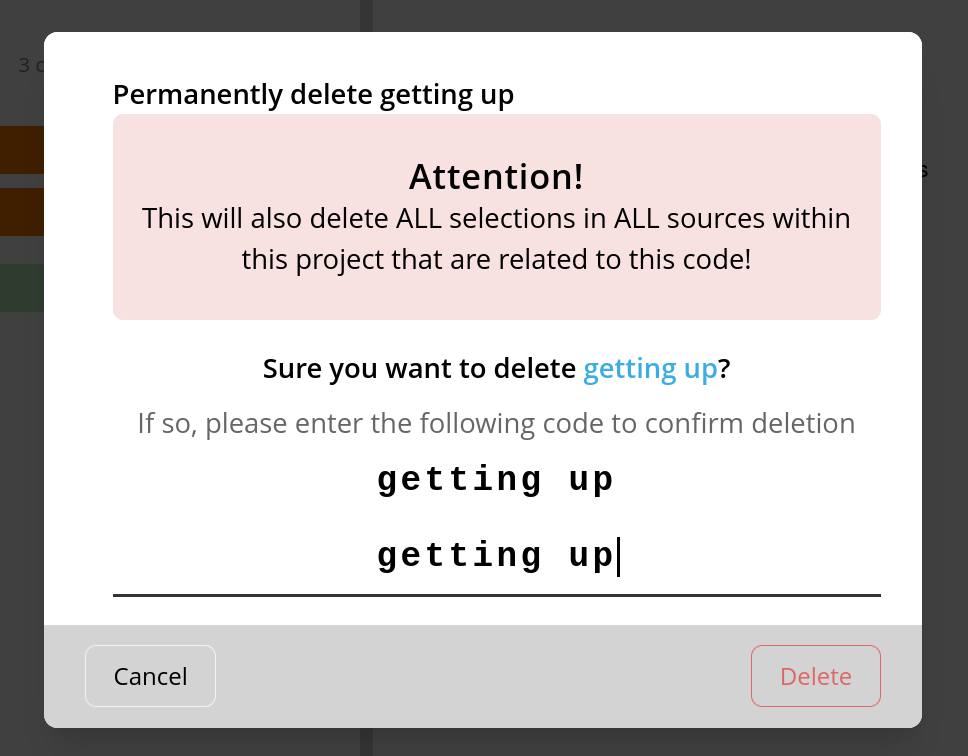 Permanently delete getting up
Attention!
This will also delete ALL selections in ALL sources within
this project that are related to this code!
Sure you want to delete getting up?
If so, please enter the following code to confirm deletion
getting up
getting up
Cancel
Delete